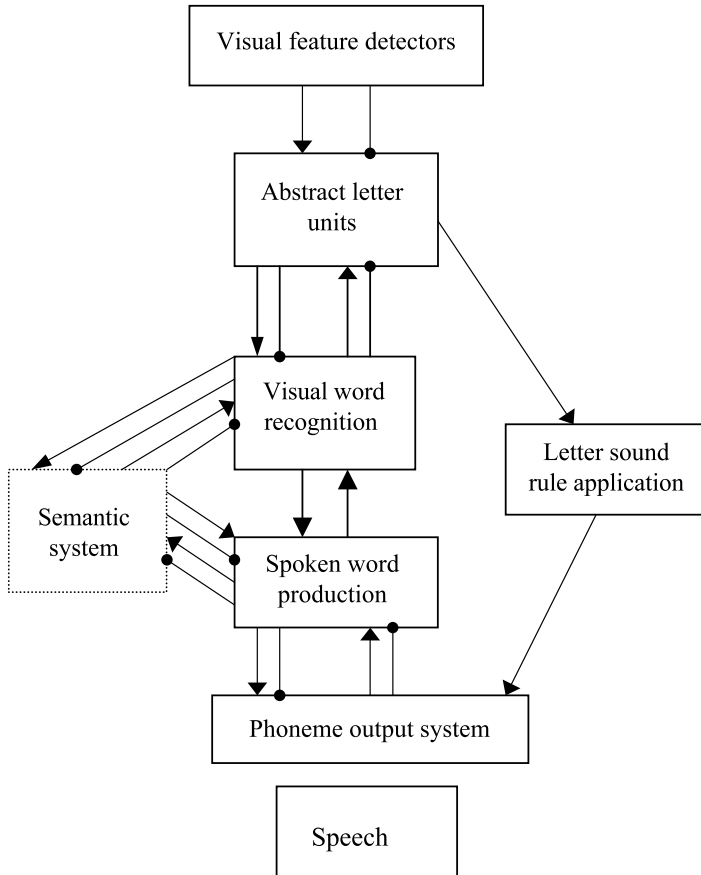 Visual feature detectors
Abstract letter
units
Visual word
recognition
Letter sound
rule application
Semantic
system
Spoken word
production
Phoneme output system
Speech